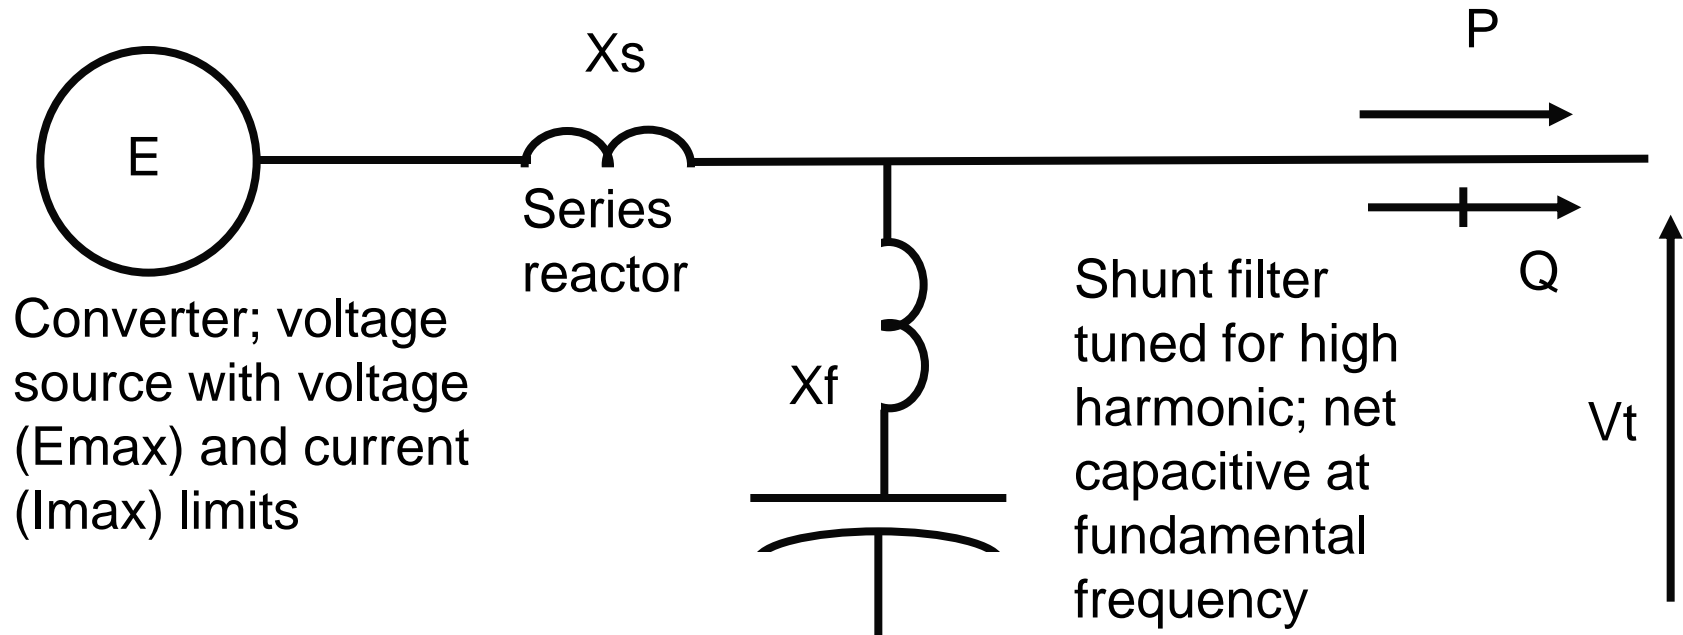 P
Xs
E
Series
reactor
Q
Converter; voltage
source with voltage
(Emax) and current
(Imax) limits
Xf
Shunt filter
tuned for high
harmonic; net
capacitive at
fundamental
frequency
Vt